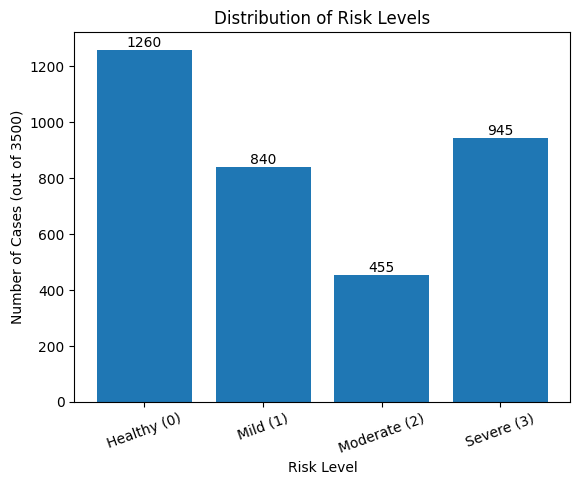 Distribution of Risk Levels
Number of Cases (out of 3500)
1200
1000
800
600
400
200
0
1260
840
455
945
Healthy (0)
Mild (1)
Moderate (2)
Severe (3)
Risk Level